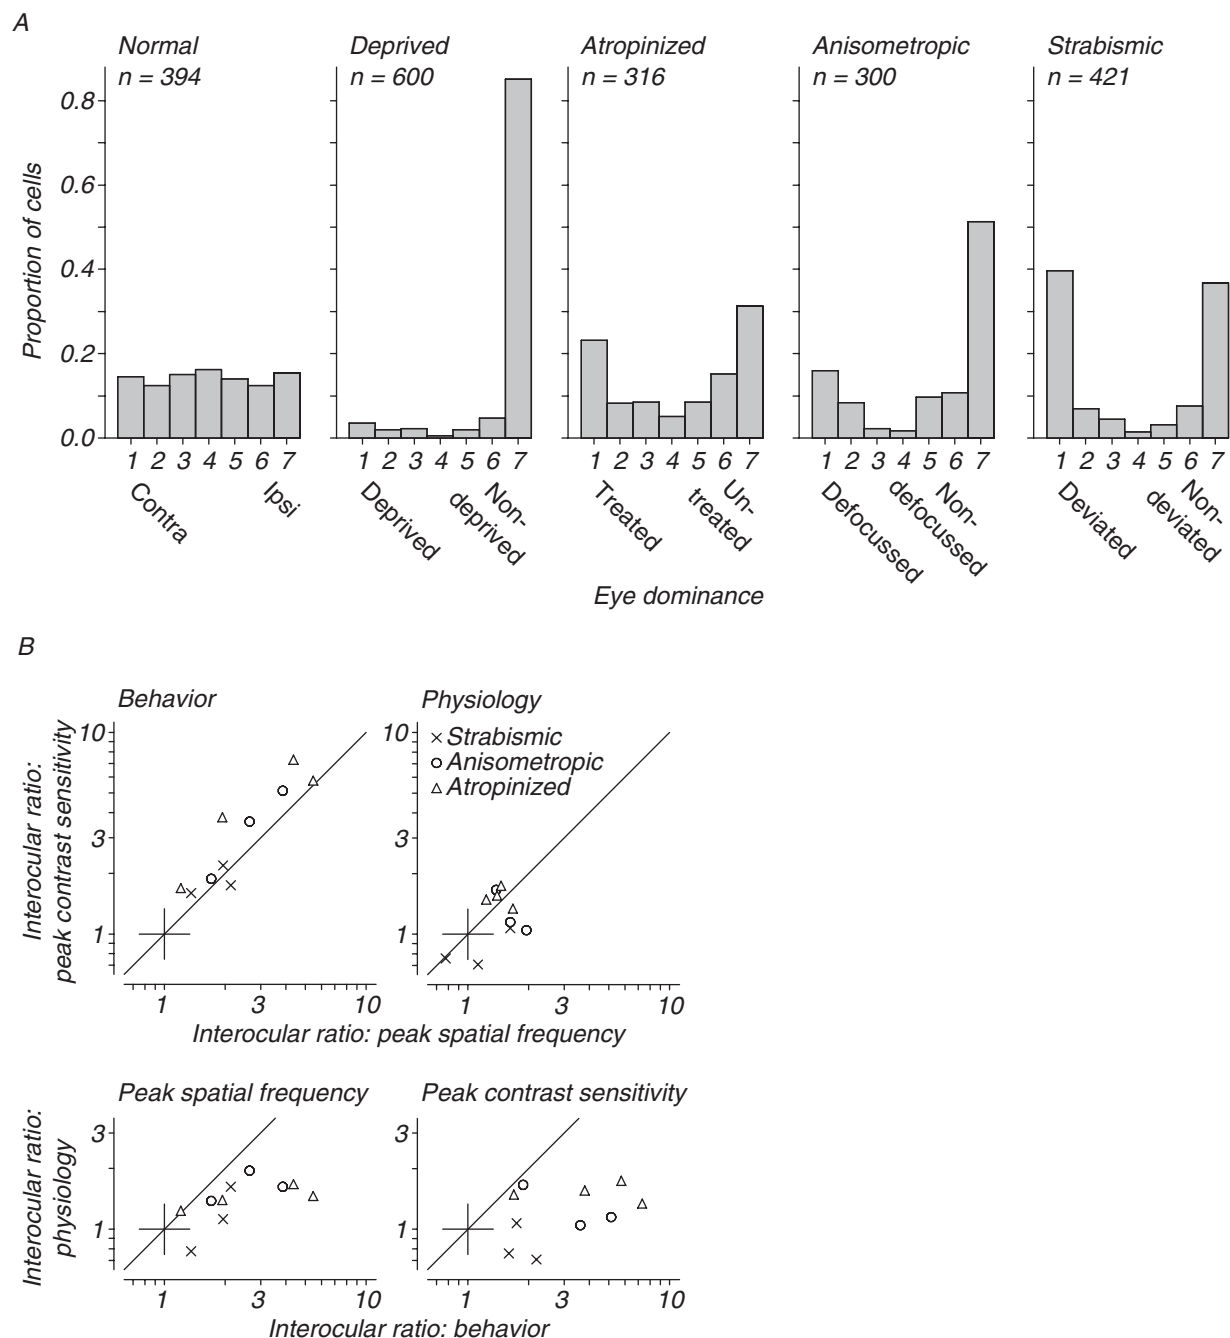 A
Normal
n = 394
Deprived
n = 600
Atropinized
n = 316
Anisometropic
n = 300
Strabismic
n = 421
Proportion of cells
0.8
0.6
0.4
0.2
0.0
1 2 3 4 5 6 7
1 2 3 4 5 6 7
1 2 3 4 5 6 7
1 2 3 4 5 6 7
1 2 3 4 5 6 7
Contra
Ipsi
Deprived
Non-
deprived
Treated
Un-
treated
Defocussed
Non-
defocussed
Deviated
Non-
deviated
Eye dominance
B
Behavior
Physiology
Interocular ratio:
peak contrast sensitivity
10
3
1
10
3
1
× Strabismic
○ Anisometropic
△ Atropinized
1 3 10
1 3 10
Interocular ratio: peak spatial frequency
Peak spatial frequency
Peak contrast sensitivity
Interocular ratio:
physiology
3
1
3
1
1 3 10
1 3 10
Interocular ratio: behavior